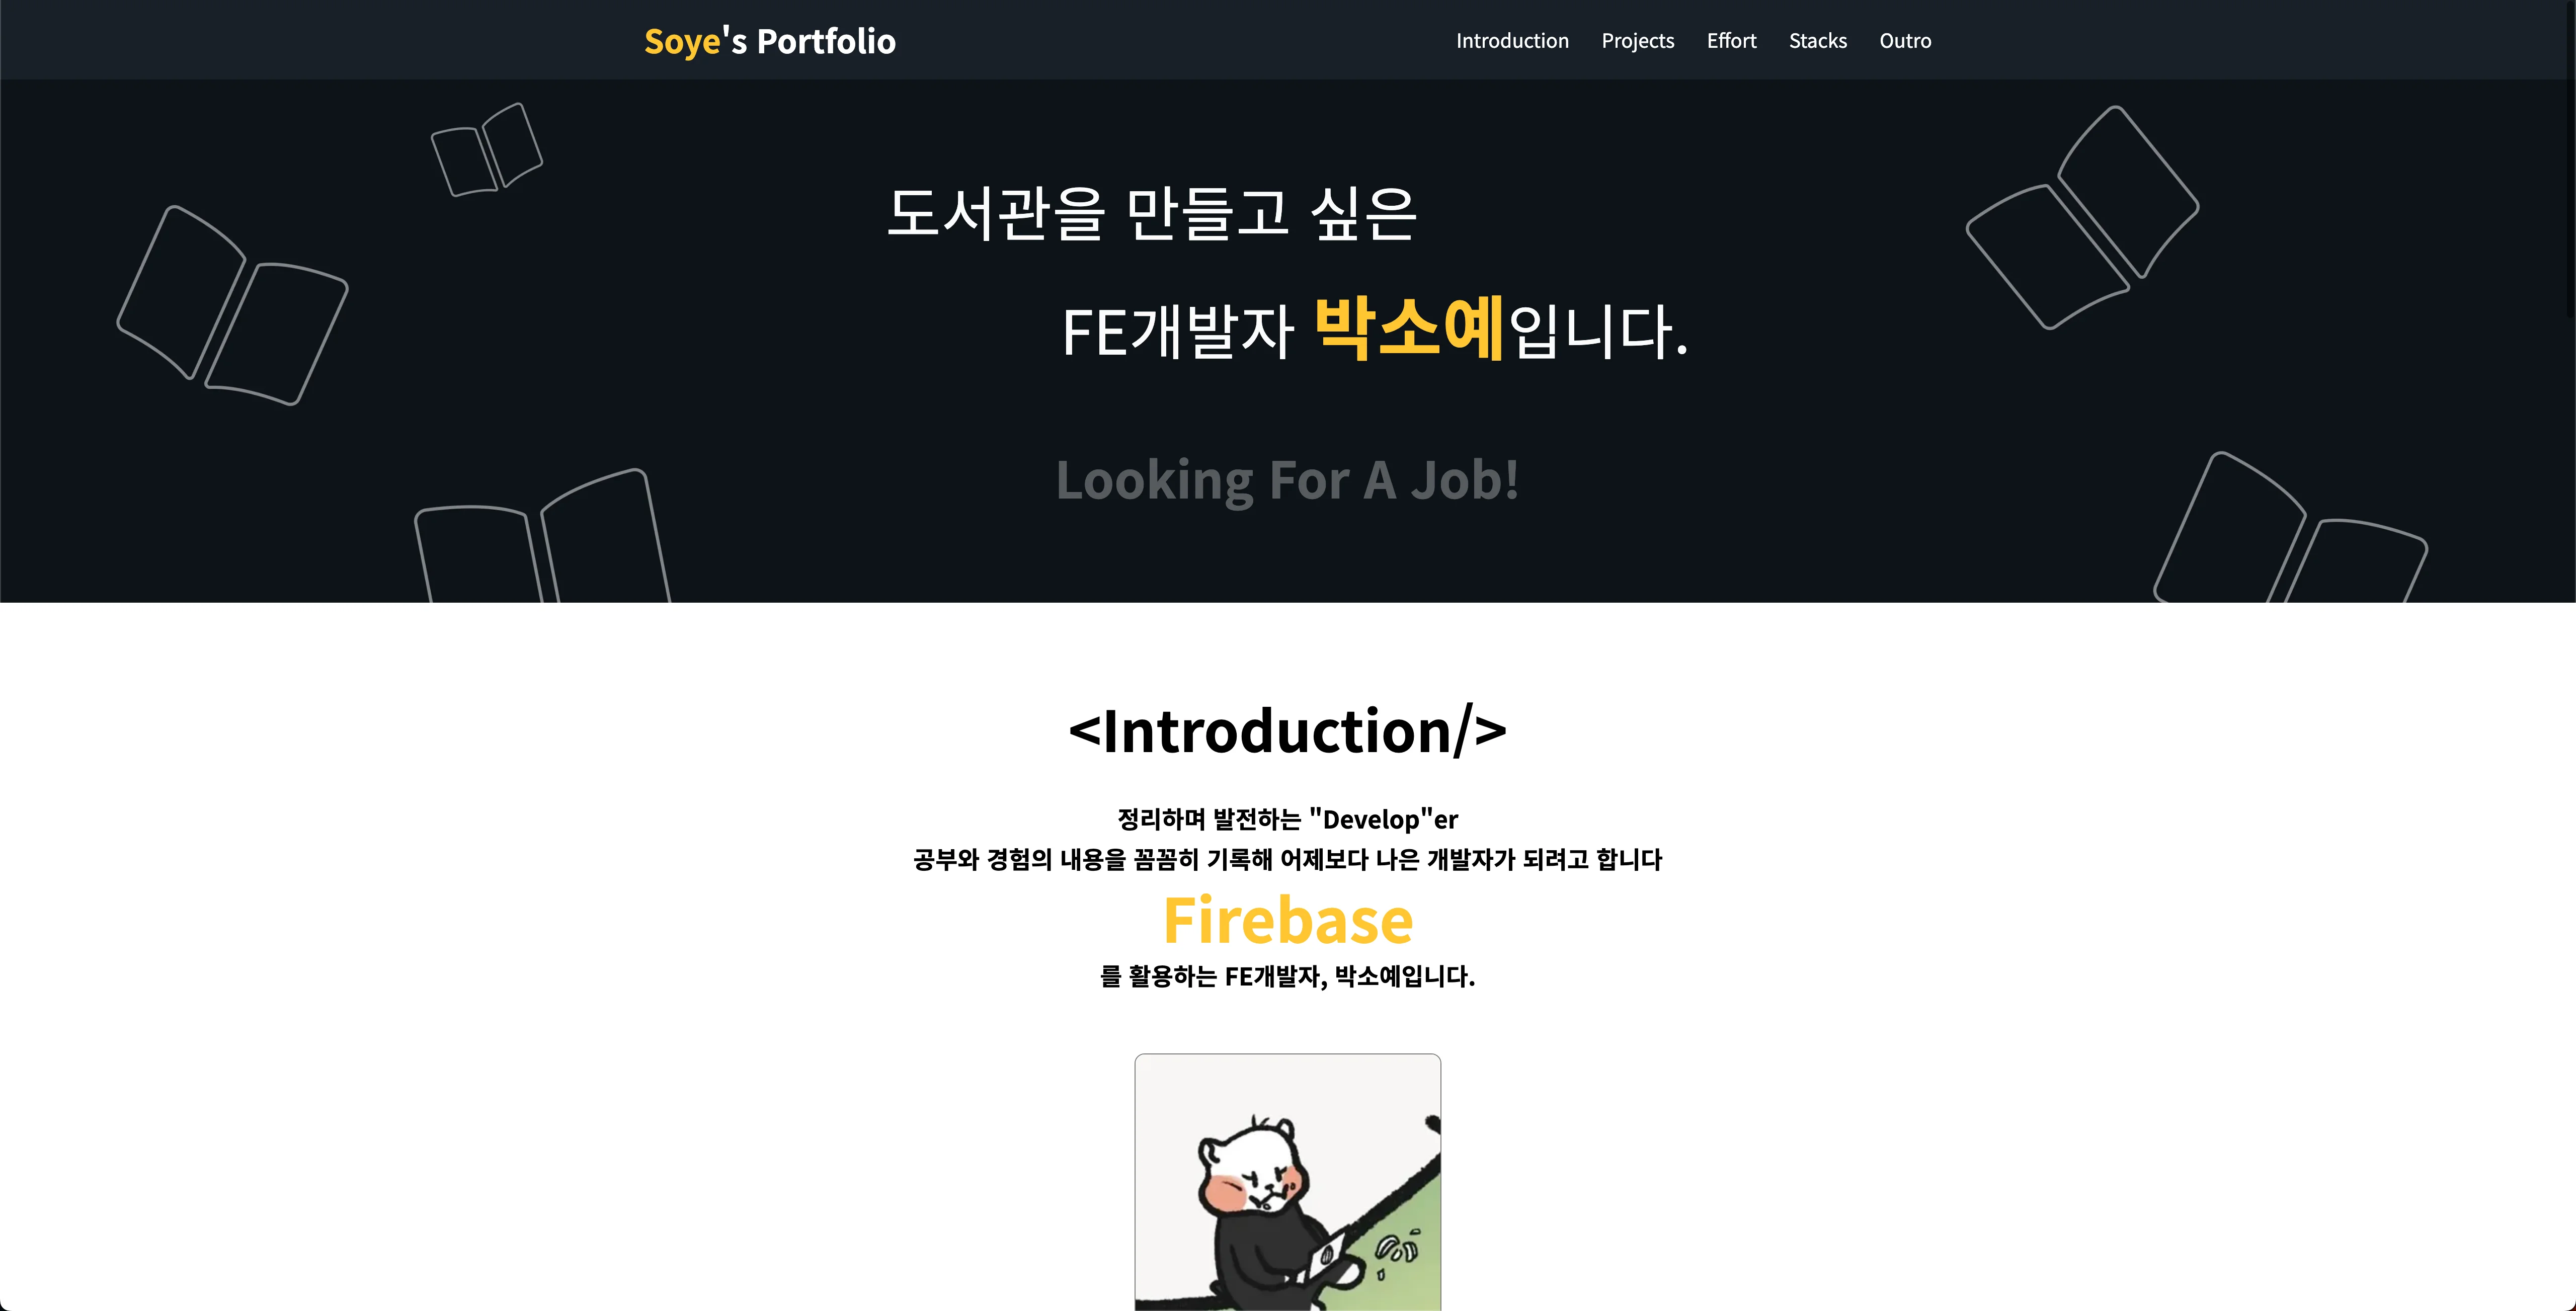 Soye's Portfolio
Introduction Projects Effort Stacks Outro
도서관을 만들고 싶은
FE개발자 박소예입니다.
Looking For A Job!
<Introduction/>
정리하며 발전하는 "Develop"er
공부와 경험의 내용을 꼼꼼히 기록해 어제보다 나은 개발자가 되려고 합니다
Firebase
를 활용하는 FE개발자, 박소예입니다.